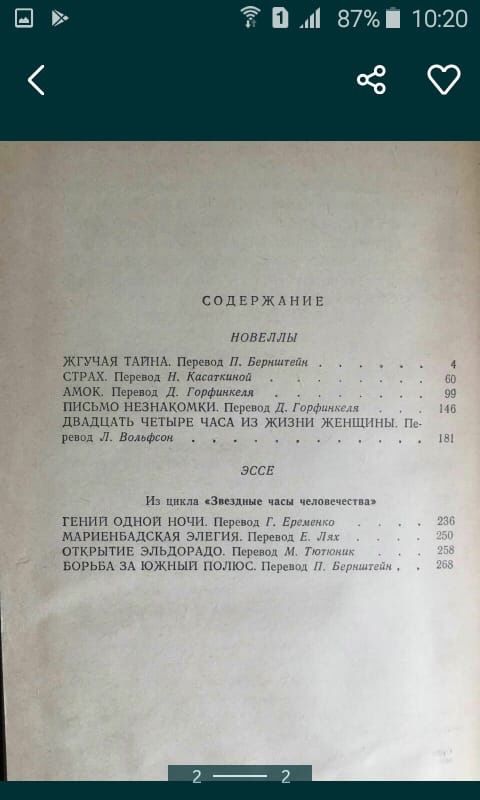 1 87% 10:20
СОДЕРЖАНИЕ
НОВЕЛЛЫ
ЖГУЧАЯ ТАЙНА. Перевод П. Бернштейн . . . . . . 4
СТРАХ. Перевод Н. Касаткиной . . . . . . . . 60
АМОК. Перевод Д. Горфинкеля . . . . . . . . 99
ПИСЬМО НЕЗНАКОМКИ. Перевод Д. Горфинкеля . . . 146
ДВАДЦАТЬ ЧЕТЫРЕ ЧАСА ИЗ ЖИЗНИ ЖЕНЩИНЫ. Пе-
ревод Л. Вольфсон . . . . . . . . . . . . 181
ЭССЕ
Из цикла «Звездные часы человечества»
ГЕНИЙ ОДНОЙ НОЧИ. Перевод Г. Еременко . . . . 236
МАРИЕНБАДСКАЯ ЭЛЕГИЯ. Перевод Е. Лях . . . . 250
ОТКРЫТИЕ ЭЛЬДОРАДО. Перевод М. Тютюник . . . . 258
БОРЬБА ЗА ЮЖНЫЙ ПОЛЮС. Перевод П. Бернштейн . . 268
2 — 2